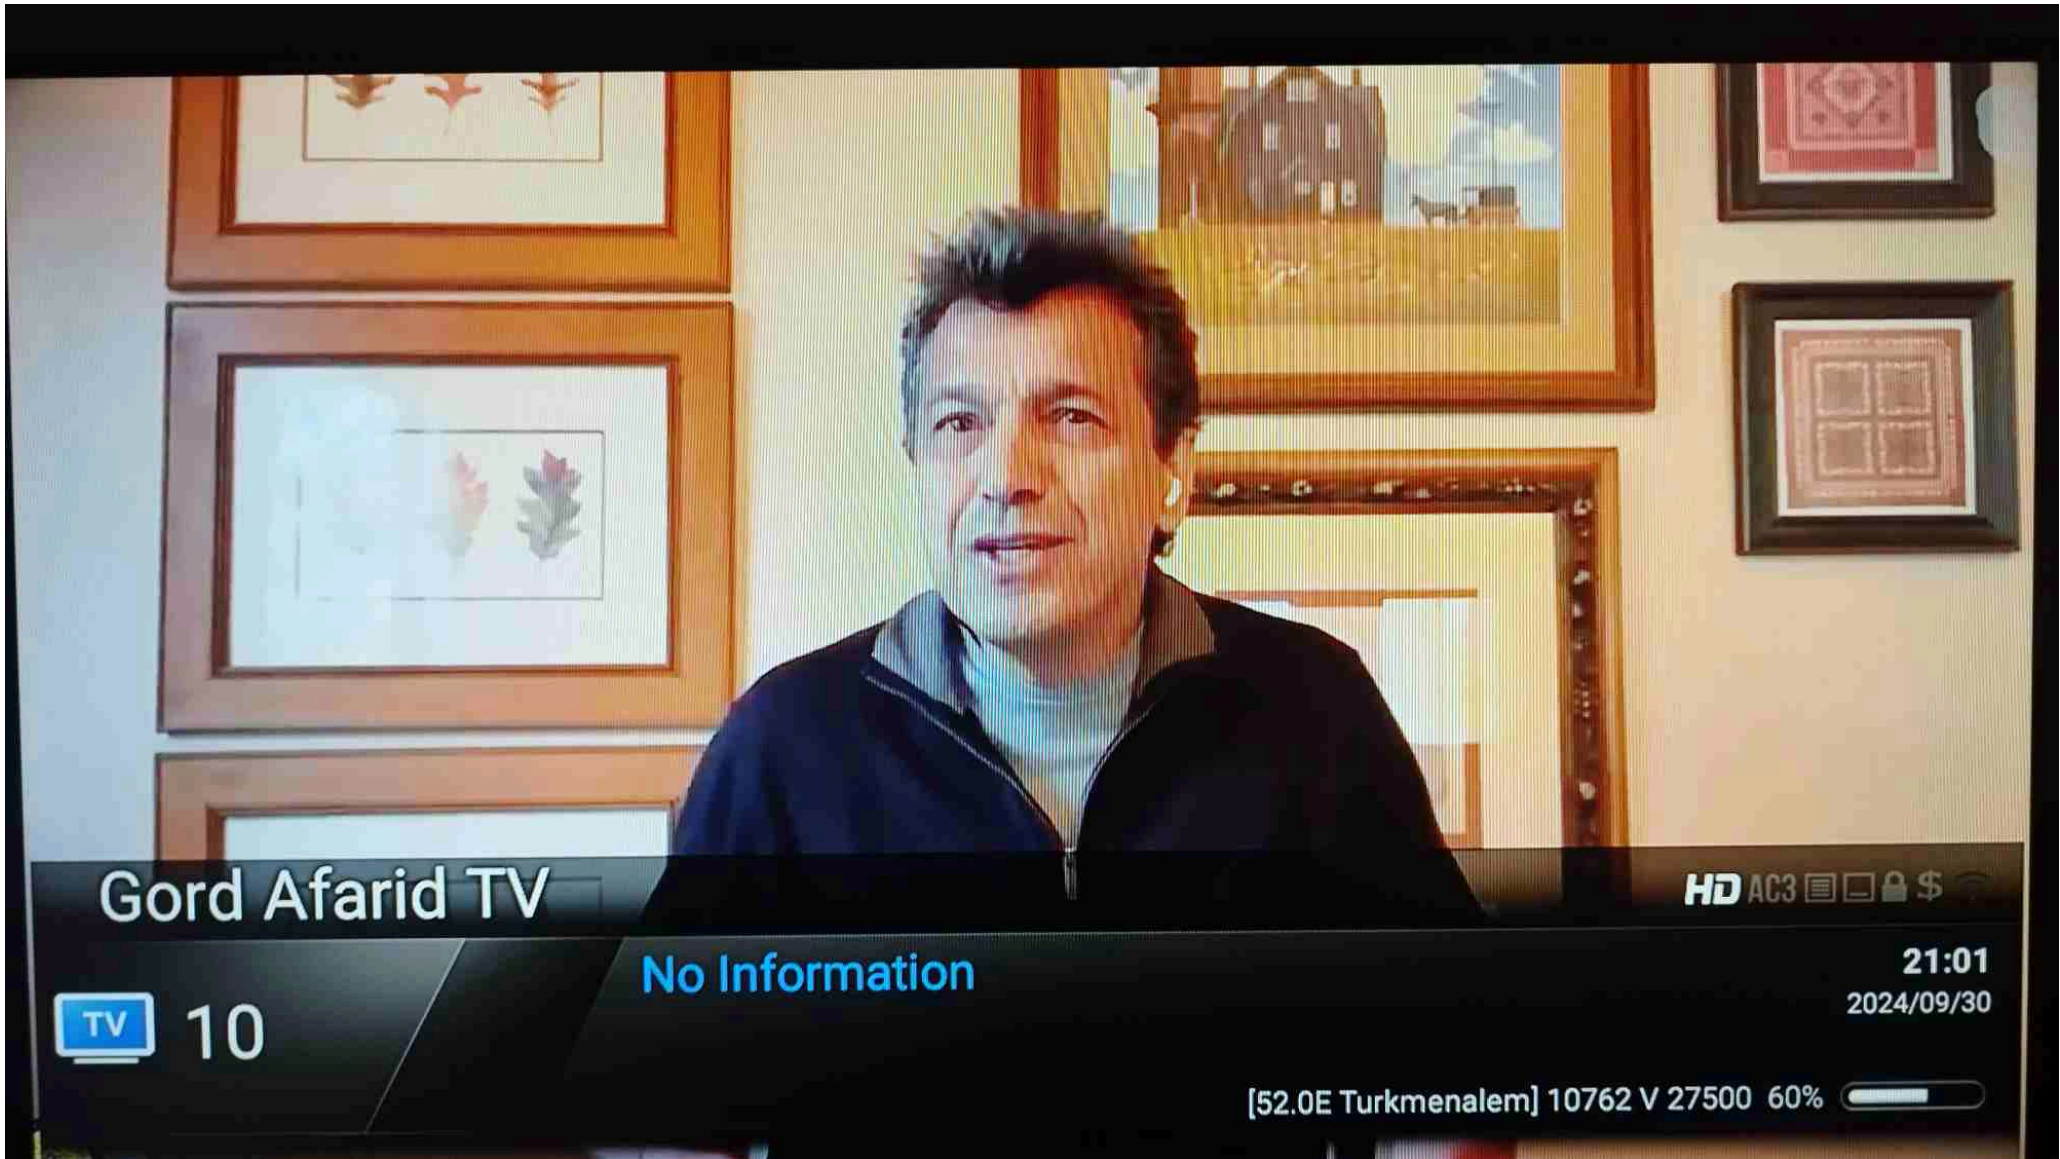 Gord Afarid TV
HD AC3 $
No Information
21:01
2024/09/30
TV 10
[52.0E Turkmenalem] 10762 V 27500 60%